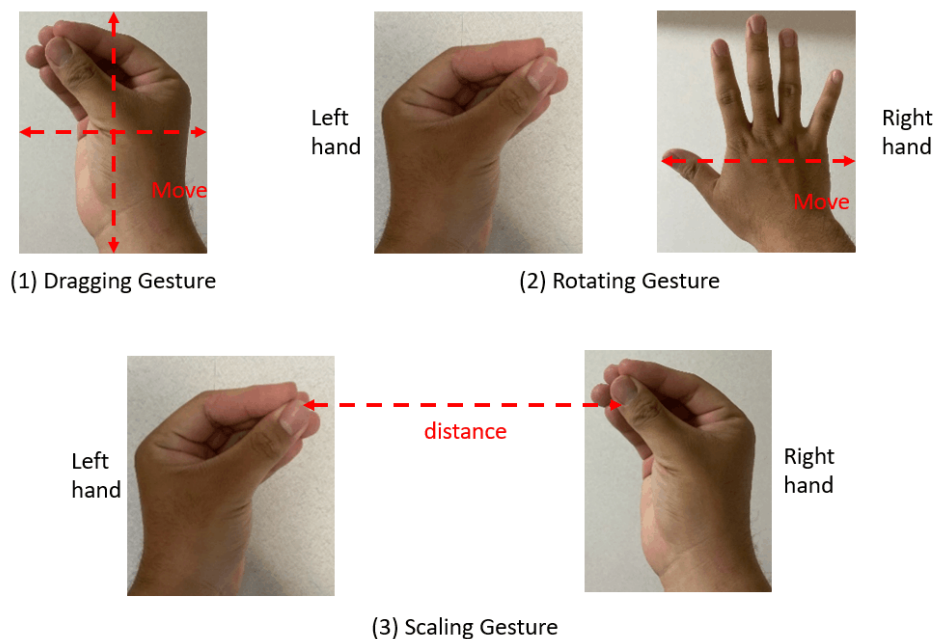 Move
(1) Dragging Gesture
Left
hand
Move
Right
hand
(2) Rotating Gesture
Left
hand
distance
Right
hand
(3) Scaling Gesture